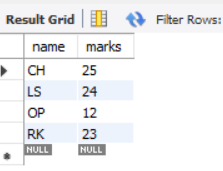 Result Grid Filter Rows:
name marks
CH 25
LS 24
OP 12
RK 23
NULL NULL